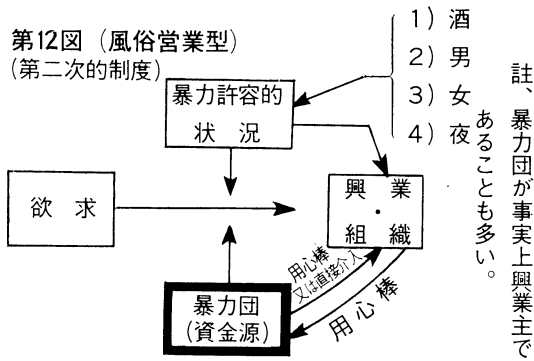 第12図（風俗営業型）
（第二次的制度）
1）酒
2）男
3）女
4）夜
暴力許容的
状況
欲求
興業
・
組織
用心棒
又は直接介入
用心棒
暴力団
（資金源）
註、暴力団が事実上興業主で
あることも多い。